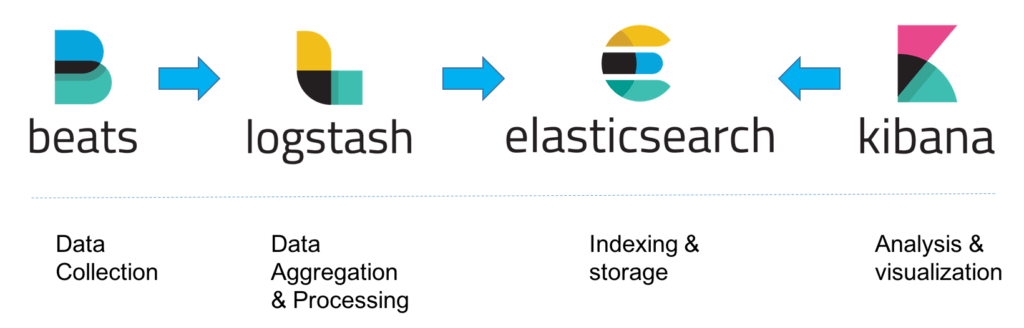 beats
logstash
elasticsearch
kibana
Data
Collection
Data
Aggregation
& Processing
Indexing &
storage
Analysis &
visualization